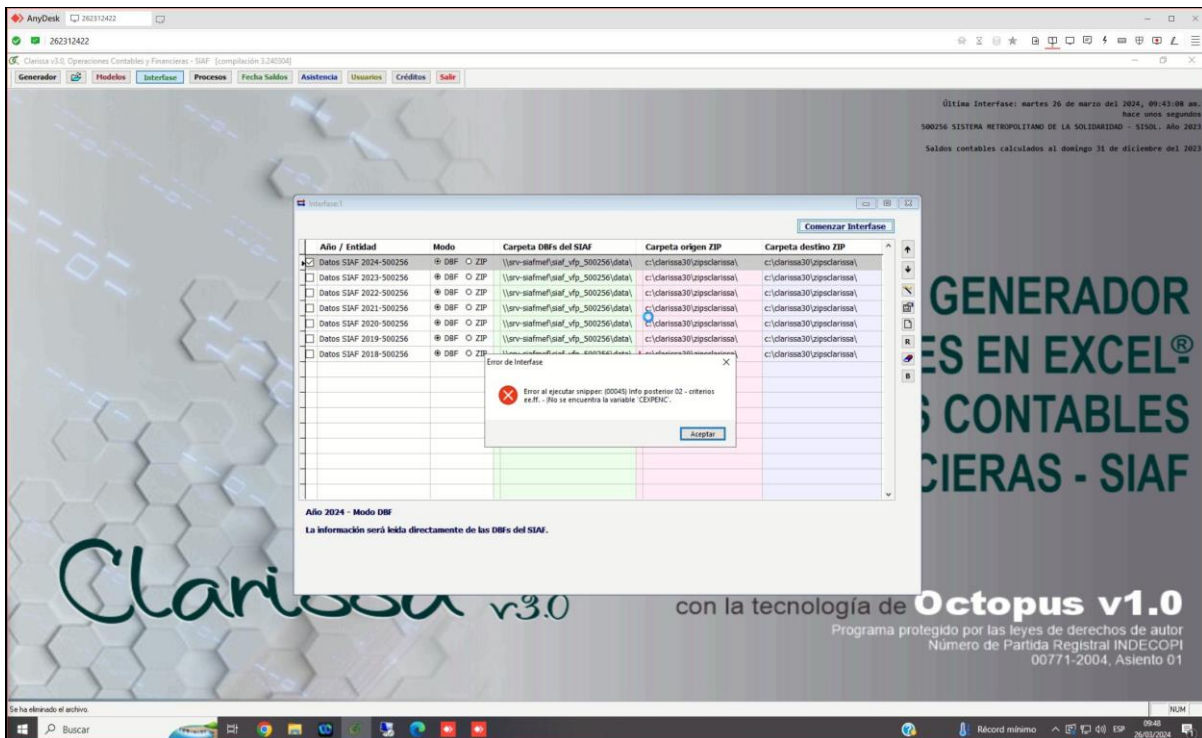 AnyDesk
262312422
262312422
Clarissa v3.0, Operaciones Contables y Financieras - SIAF [compilación 3.240304]
Generador Modelos Interfase Procesos Fecha Saldos Asistencia Usuarios Créditos Salir
Última Interfase: martes 26 de marzo del 2024, 09:43:08 am.
hace unos segundos
500256 SISTEMA METROPOLITANO DE LA SOLIDARIDAD - SISOL. Año 2023
Saldos contables calculados al domingo 31 de diciembre del 2023
Interfase!
Comenzar Interfase
Año / Entidad Modo Carpeta DBFs del SIAF Carpeta origen ZIP Carpeta destino ZIP
Datos SIAF 2024-500256 DBF ZIP \\srv-siafmef\siaf_vfp_500256\data\ c:\clarissa30\zipsclarissa\ c:\clarissa30\zipsclarissa\
Datos SIAF 2023-500256 DBF ZIP \\srv-siafmef\siaf_vfp_500256\data\ c:\clarissa30\zipsclarissa\ c:\clarissa30\zipsclarissa\
Datos SIAF 2022-500256 DBF ZIP \\srv-siafmef\siaf_vfp_500256\data\ c:\clarissa30\zipsclarissa\ c:\clarissa30\zipsclarissa\
Datos SIAF 2021-500256 DBF ZIP \\srv-siafmef\siaf_vfp_500256\data\ c:\clarissa30\zipsclarissa\ c:\clarissa30\zipsclarissa\
Datos SIAF 2020-500256 DBF ZIP \\srv-siafmef\siaf_vfp_500256\data\ c:\clarissa30\zipsclarissa\ c:\clarissa30\zipsclarissa\
Datos SIAF 2019-500256 DBF ZIP \\srv-siafmef\siaf_vfp_500256\data\ c:\clarissa30\zipsclarissa\ c:\clarissa30\zipsclarissa\
Datos SIAF 2018-500256 DBF ZIP \\srv-siafmef\siaf_vfp_500256\data\ c:\clarissa30\zipsclarissa\ c:\clarissa30\zipsclarissa\
R
B
Error de Interfase
Error al ejecutar snipper: (00045) Info posterior 02 - criterios
ee.ff. - |No se encuentra la variable 'CEXPENC'.
Aceptar
Año 2024 - Modo DBF
La información será leída directamente de las DBFs del SIAF.
GENERADOR
ES EN EXCEL®
S CONTABLES
CIERAS - SIAF
Clarissa v3.0
con la tecnología de Octopus v1.0
Programa protegido por las leyes de derechos de autor
Número de Partida Registral INDECOPI
00771-2004, Asiento 01
Se ha eliminado el archivo.
NUM
Buscar
Récord mínimo
ESP
09:48
26/03/2024